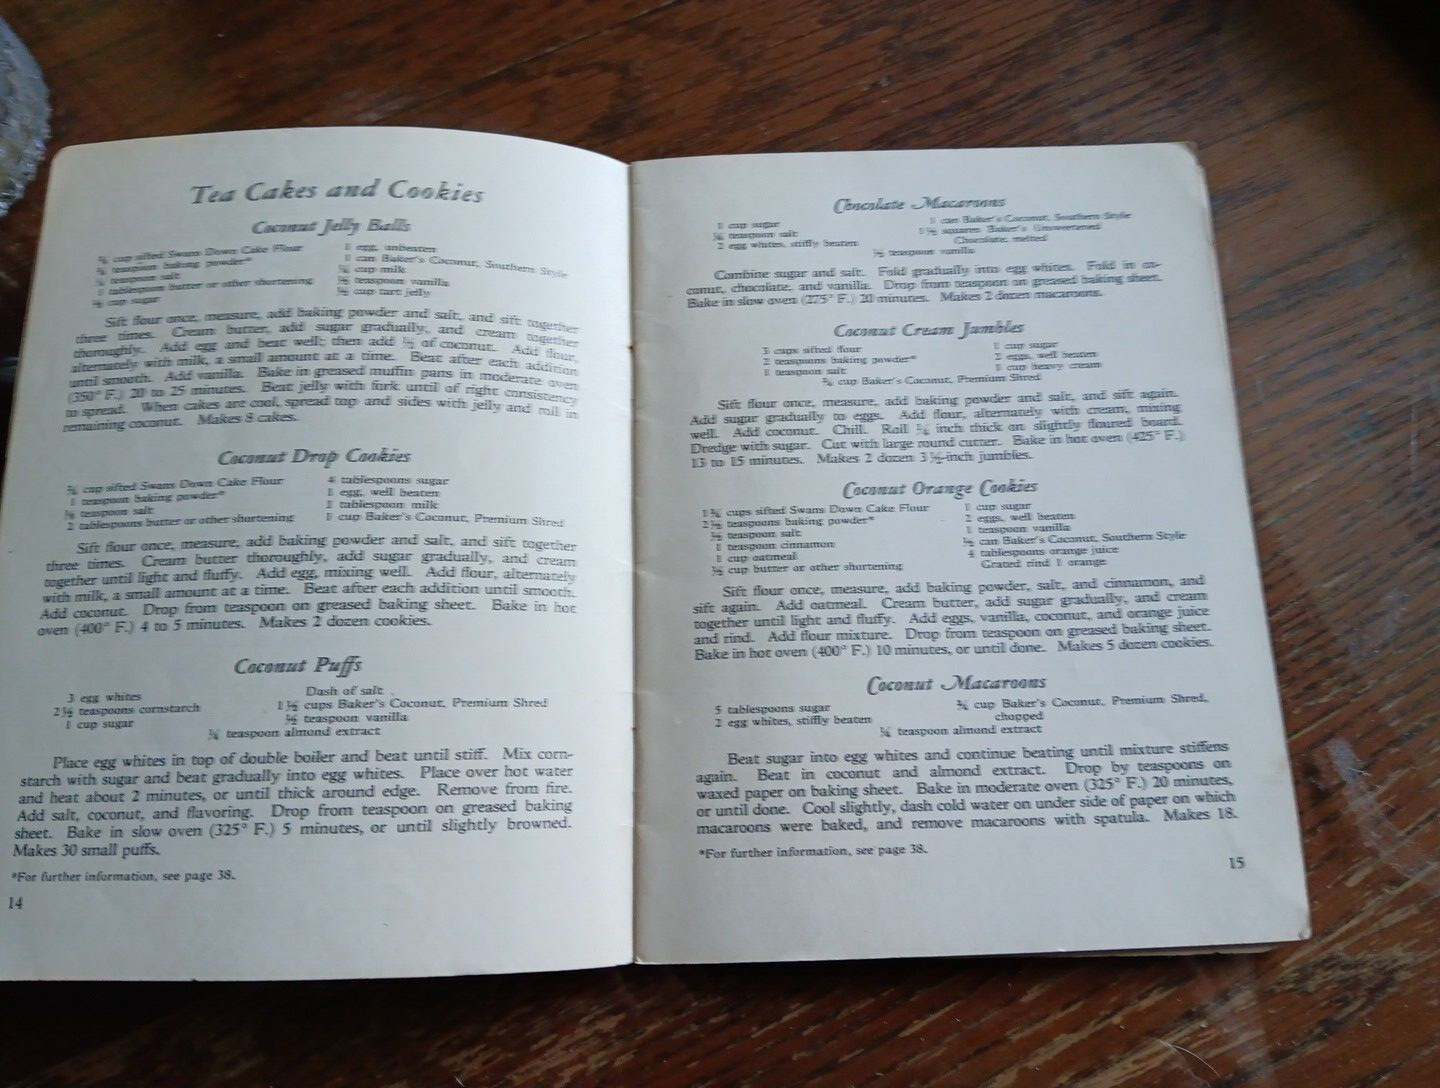 Tea Cakes and Cookies
Coconut Jelly Balls
cup sifted Swans Down Cake Flour
teaspoon baking powder*
teaspoon salt
1 tablespoon butter or other shortening
cup sugar
1 egg, unbeaten
1 can Baker's Coconut, Southern Style
cup milk
½ teaspoon vanilla
½ cup tart jelly
Sift flour once, measure, add baking powder and salt, and sift together
three times. Cream butter, add sugar gradually, and cream together
thoroughly. Add egg and beat well; then add of coconut. Add flour,
alternately with milk, a small amount at a time. Beat after each addition
until smooth. Add vanilla. Bake in greased muffin pans in moderate oven
(350° F.) 20 to 25 minutes. Beat jelly with fork until of right consistency
to spread. When cakes are cool, spread top and sides with jelly and roll in
remaining coconut. Makes 8 cakes.
Coconut Drop Cookies
¾ cup sifted Swans Down Cake Flour
1 teaspoon baking powder*
teaspoon salt
2 tablespoons butter or other shortening
4 tablespoons sugar
1 egg, well beaten
1 tablespoon milk
1 cup Baker's Coconut, Premium Shred
Sift flour once, measure, add baking powder and salt, and sift together
three times. Cream butter thoroughly, add sugar gradually, and cream
together until light and fluffy. Add egg, mixing well. Add flour, alternately
with milk, a small amount at a time. Beat after each addition until smooth.
Add coconut. Drop from teaspoon on greased baking sheet. Bake in hot
oven (400° F.) 4 to 5 minutes. Makes 2 dozen cookies.
Coconut Puffs
3 egg whites
2½ teaspoons cornstarch
1 cup sugar
Dash of salt
1½ cups Baker's Coconut, Premium Shred
½ teaspoon vanilla
¼ teaspoon almond extract
Place egg whites in top of double boiler and beat until stiff. Mix corn-
starch with sugar and beat gradually into egg whites. Place over hot water
and heat about 2 minutes, or until thick around edge. Remove from fire.
Add salt, coconut, and flavoring. Drop from teaspoon on greased baking
sheet. Bake in slow oven (325° F.) 5 minutes, or until slightly browned.
Makes 30 small puffs.
*For further information, see page 38.
14
Chocolate Macaroons
1 cup sugar
teaspoon salt
2 egg whites, stiffly beaten
1 can Baker's Coconut, Southern Style
1½ squares Baker's Unsweetened
Chocolate, melted
½ teaspoon vanilla
Combine sugar and salt. Fold gradually into egg whites. Fold in co-
conut, chocolate, and vanilla. Drop from teaspoon on greased baking sheet.
Bake in slow oven (275° F.) 20 minutes. Makes 2 dozen macaroons.
Coconut Cream Jumbles
3 cups sifted flour
2 teaspoons baking powder*
1 teaspoon salt
1 cup sugar
2 eggs, well beaten
1 cup heavy cream
¾ cup Baker's Coconut, Premium Shred
Sift flour once, measure, add baking powder and salt, and sift again.
Add sugar gradually to eggs. Add flour, alternately with cream, mixing
well. Add coconut. Chill. Roll ¼ inch thick on slightly floured board.
Dredge with sugar. Cut with large round cutter. Bake in hot oven (425° F.)
13 to 15 minutes. Makes 2 dozen 3½-inch jumbles.
Coconut Orange Cookies
1¾ cups sifted Swans Down Cake Flour
2½ teaspoons baking powder*
½ teaspoon salt
1 teaspoon cinnamon
1 cup oatmeal
½ cup butter or other shortening
1 cup sugar
2 eggs, well beaten
1 teaspoon vanilla
½ can Baker's Coconut, Southern Style
4 tablespoons orange juice
Grated rind 1 orange
Sift flour once, measure, add baking powder, salt, and cinnamon, and
sift again. Add oatmeal. Cream butter, add sugar gradually, and cream
together until light and fluffy. Add eggs, vanilla, coconut, and orange juice
and rind. Add flour mixture. Drop from teaspoon on greased baking sheet.
Bake in hot oven (400° F.) 10 minutes, or until done. Makes 5 dozen cookies.
Coconut Macaroons
5 tablespoons sugar
2 egg whites, stiffly beaten
¾ cup Baker's Coconut, Premium Shred,
chopped
¼ teaspoon almond extract
Beat sugar into egg whites and continue beating until mixture stiffens
again. Beat in coconut and almond extract. Drop by teaspoons on
waxed paper on baking sheet. Bake in moderate oven (325° F.) 20 minutes,
or until done. Cool slightly, dash cold water on under side of paper on which
macaroons were baked, and remove macaroons with spatula. Makes 18.
*For further information, see page 38.
15